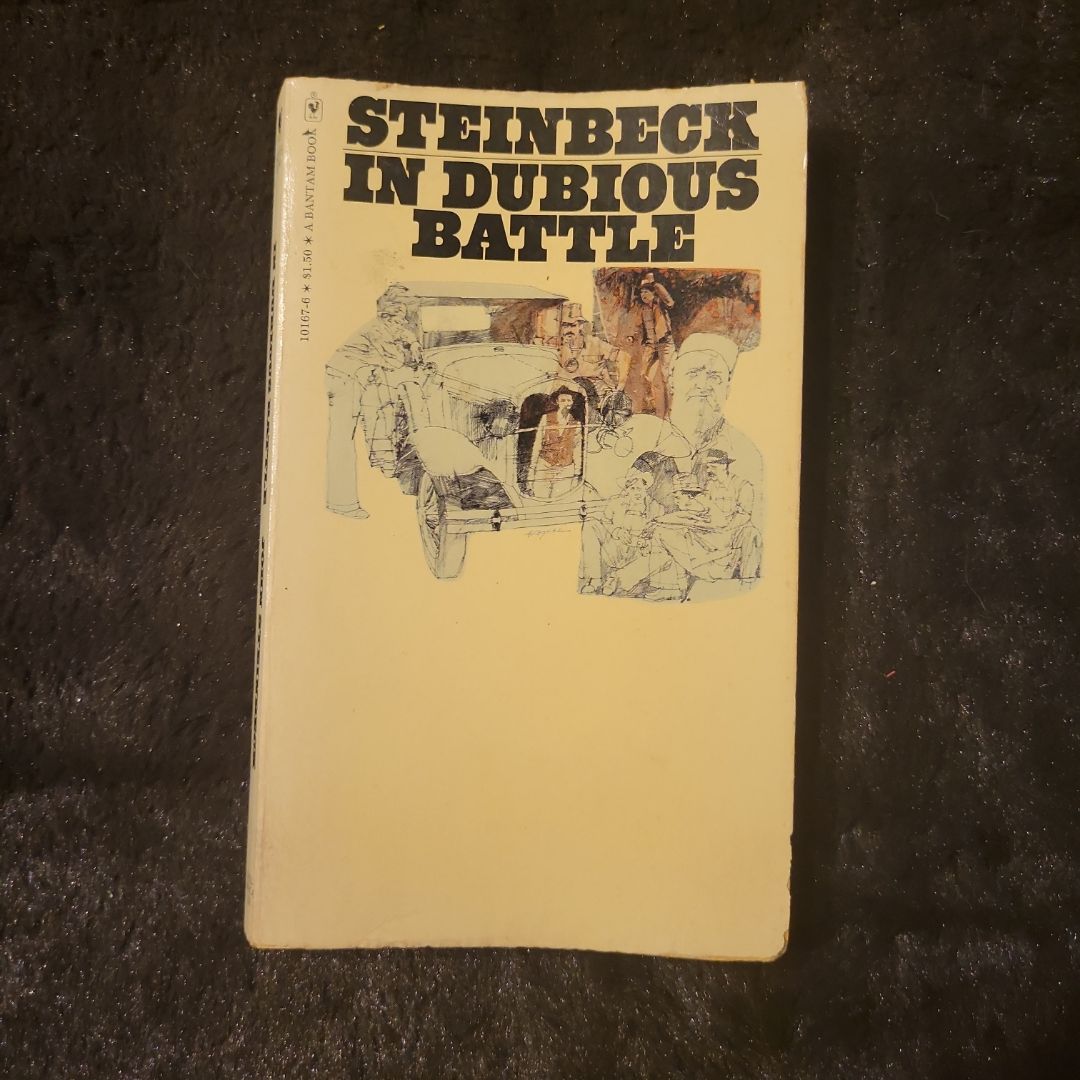 STEINBECK
IN DUBIOUS
BATTLE
10167-6 * $1.50 * A BANTAM BOOK